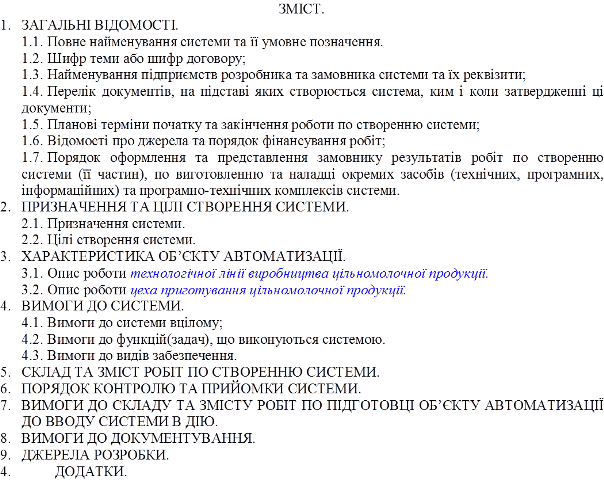 ЗМІСТ.
1. ЗАГАЛЬНІ ВІДОМОСТІ.
1.1. Повне найменування системи та її умовне позначення.
1.2. Шифр теми або шифр договору;
1.3. Найменування підприємств розробника та замовника системи та їх реквізити;
1.4. Перелік документів, на підставі яких створюється система, ким і коли затвердженні ці
документи;
1.5. Планові терміни початку та закінчення роботи по створенню системи;
1.6. Відомості про джерела та порядок фінансування робіт;
1.7. Порядок оформлення та представлення замовнику результатів робіт по створенню
системи (її частин), по виготовленню та наладці окремих засобів (технічних, програмних,
інформаційних) та програмно-технічних комплексів системи.
2. ПРИЗНАЧЕННЯ ТА ЦІЛІ СТВОРЕННЯ СИСТЕМИ.
2.1. Призначення системи.
2.2. Цілі створення системи.
3. ХАРАКТЕРИСТИКА ОБ’ЄКТУ АВТОМАТИЗАЦІЇ.
3.1. Опис роботи технологічної лінії виробництва цільномолочної продукції.
3.2. Опис роботи цеха приготування цільномолочної продукції.
4. ВИМОГИ ДО СИСТЕМИ.
4.1. Вимоги до системи вцілому;
4.2. Вимоги до функцій(задач), що виконуються системою.
4.3. Вимоги до видів забезпечення.
5. СКЛАД ТА ЗМІСТ РОБІТ ПО СТВОРЕННЮ СИСТЕМИ.
6. ПОРЯДОК КОНТРОЛЮ ТА ПРИЙОМКИ СИСТЕМИ.
7. ВИМОГИ ДО СКЛАДУ ТА ЗМІСТУ РОБІТ ПО ПІДГОТОВЦІ ОБ’ЄКТУ АВТОМАТИЗАЦІЇ
ДО ВВОДУ СИСТЕМИ В ДІЮ.
8. ВИМОГИ ДО ДОКУМЕНТУВАННЯ.
9. ДЖЕРЕЛА РОЗРОБКИ.
4. ДОДАТКИ.